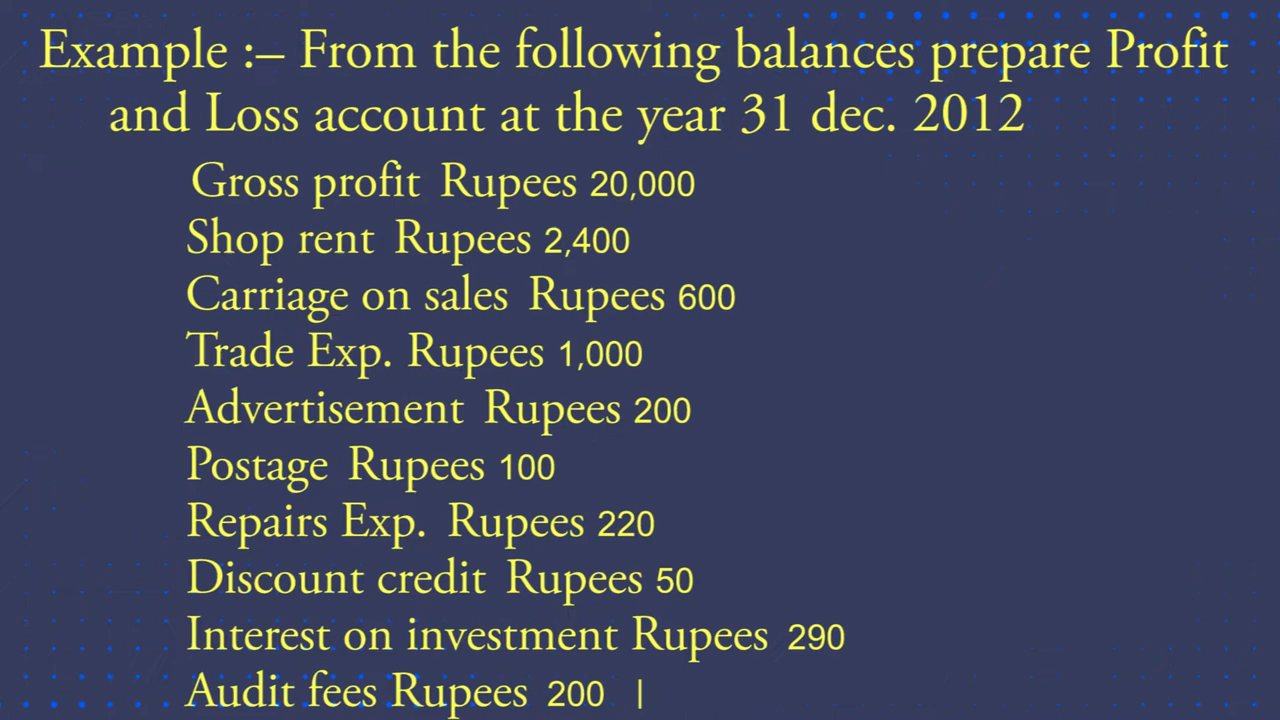 Example :– From the following balances prepare Profit
and Loss account at the year 31 dec. 2012
Gross profit Rupees 20,000
Shop rent Rupees 2,400
Carriage on sales Rupees 600
Trade Exp. Rupees 1,000
Advertisement Rupees 200
Postage Rupees 100
Repairs Exp. Rupees 220
Discount credit Rupees 50
Interest on investment Rupees 290
Audit fees Rupees 200 |